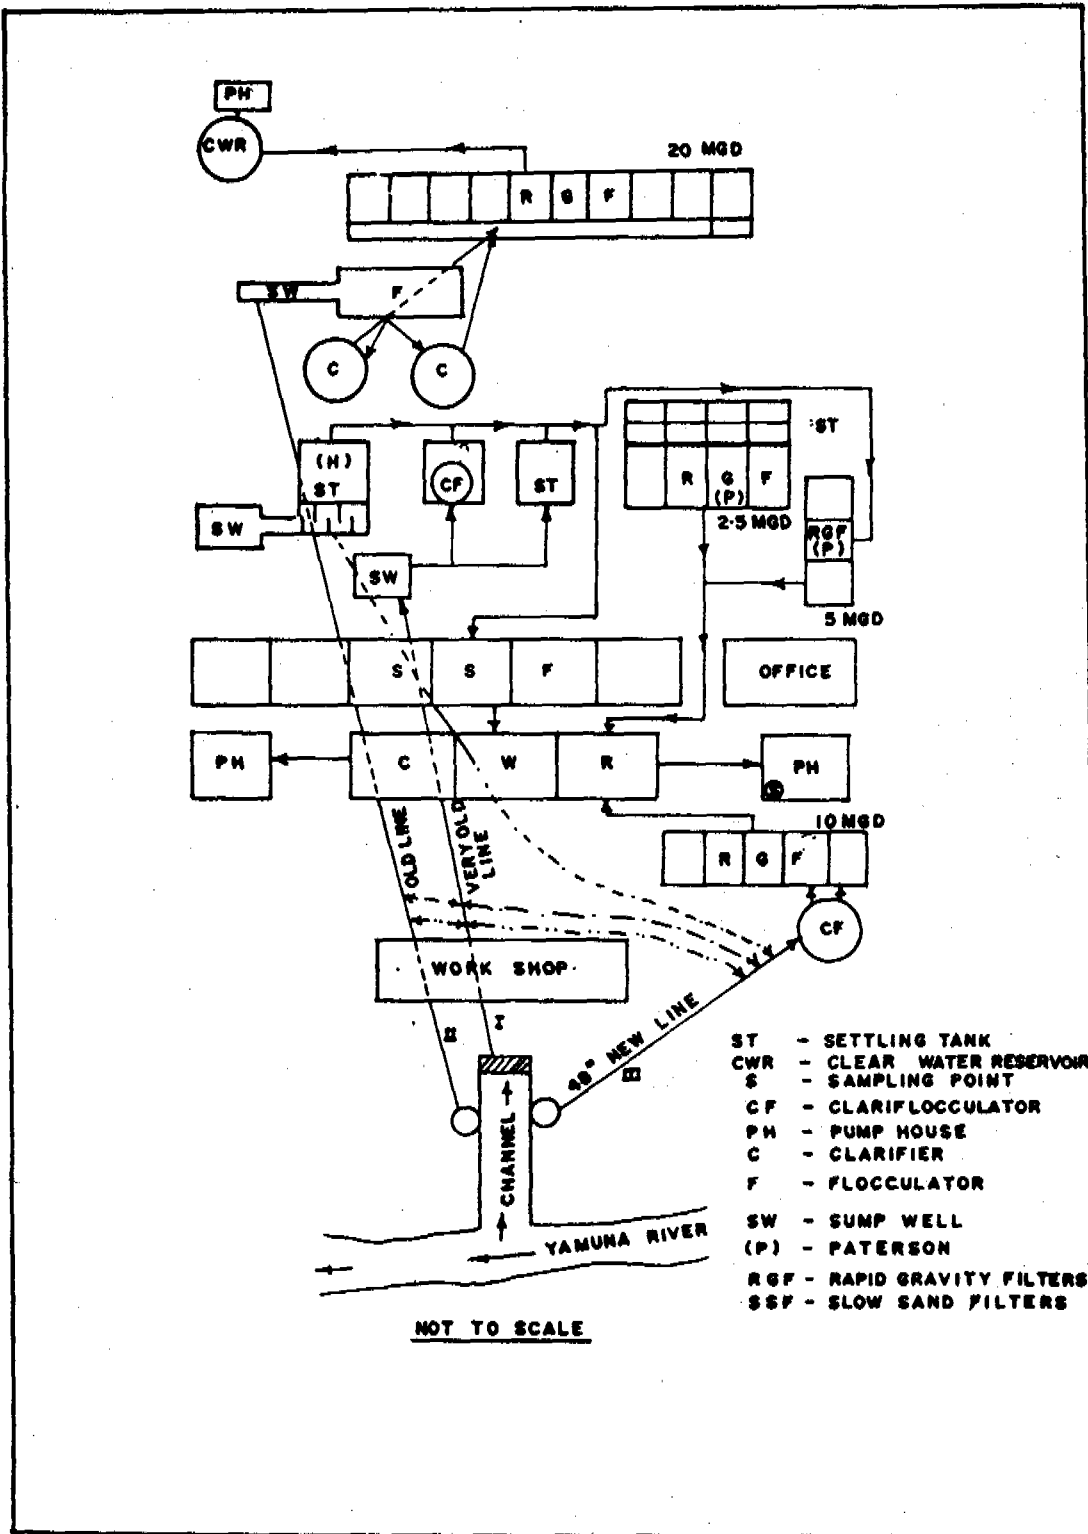 PH
CWR
20 MGD
R G F
SW F
C C
(H)
ST
CF
ST
R G F
(P)
2.5 MGD
ST
SW
RGF
(P)
5 MGD
SW
S S F
OFFICE
PH
C W R
PH
S
10 MGD
OLD LINE
VERY OLD
LINE
R G F
CF
WORK SHOP
II
I
48" NEW LINE
III
CHANNEL
YAMUNA RIVER
ST - SETTLING TANK
CWR - CLEAR WATER RESERVOIR
S - SAMPLING POINT
CF - CLARIFLOCCULATOR
PH - PUMP HOUSE
C - CLARIFIER
F - FLOCCULATOR
SW - SUMP WELL
(P) - PATERSON
RGF - RAPID GRAVITY FILTERS
SSF - SLOW SAND FILTERS
NOT TO SCALE